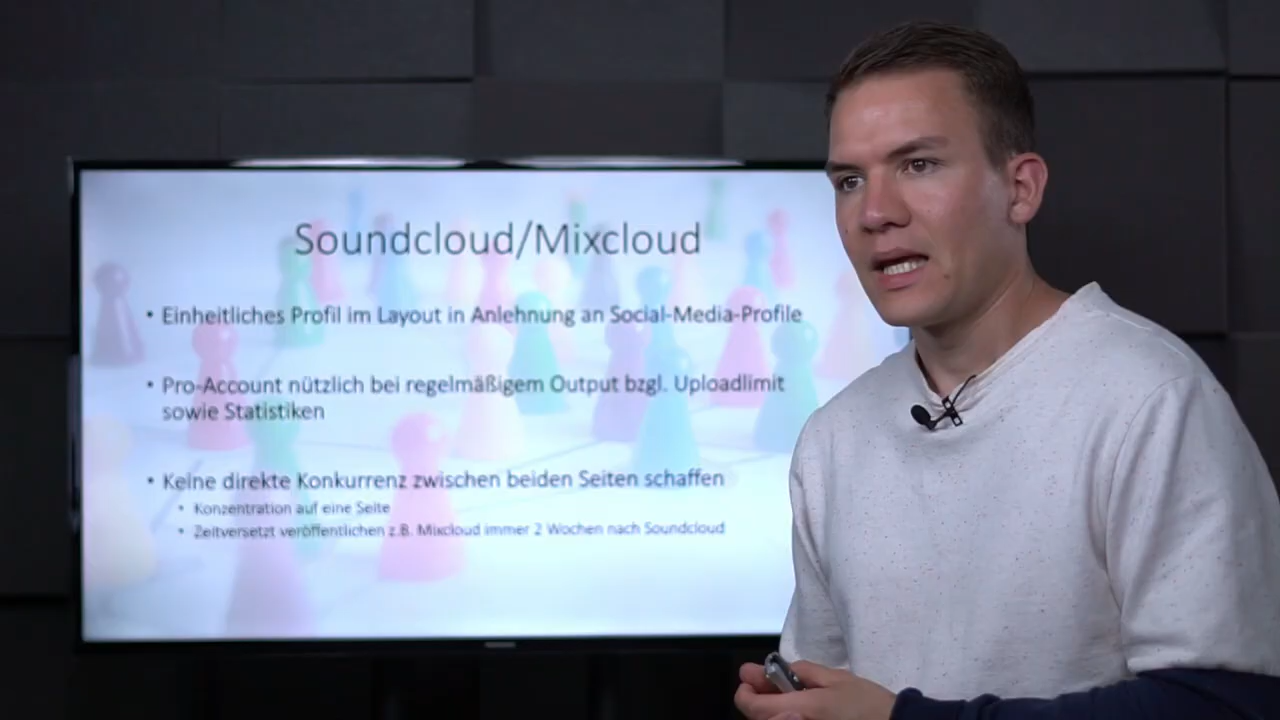 Soundcloud/Mixcloud
• Einheitliches Profil im Layout in Anlehnung an Social-Media-Profile
• Pro-Account nützlich bei regelmäßigem Output bzgl. Uploadlimit
sowie Statistiken
• Keine direkte Konkurrenz zwischen beiden Seiten schaffen
• Konzentration auf eine Seite
• Zeitversetzt veröffentlichen z.B. Mixcloud immer 2 Wochen nach Soundcloud